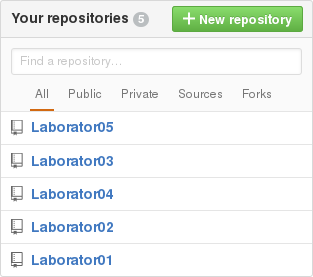 Your repositories 5 New repository
Find a repository...
All Public Private Sources Forks
Laborator05
Laborator03
Laborator04
Laborator02
Laborator01